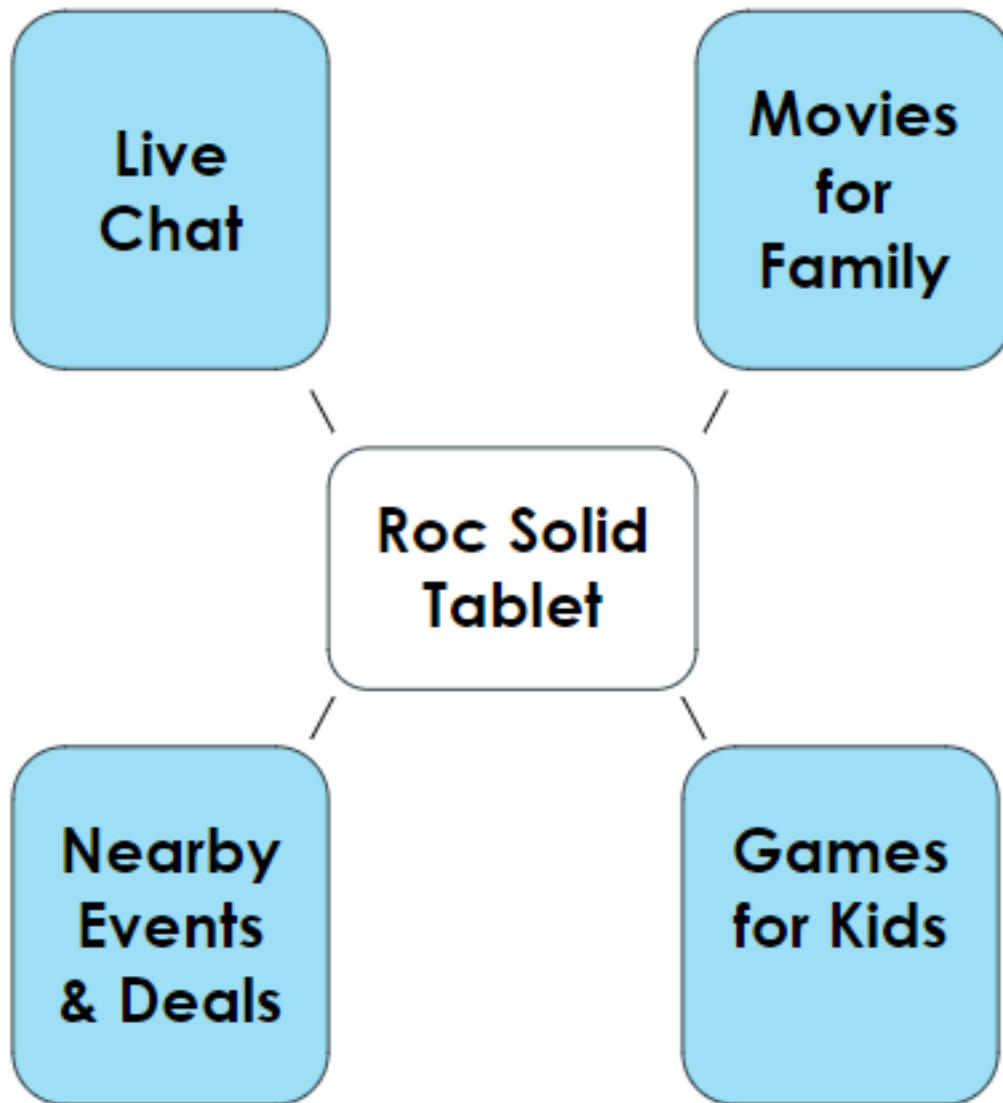 Live
Chat
Movies
for
Family
Roc Solid
Tablet
Nearby
Events
& Deals
Games
for Kids